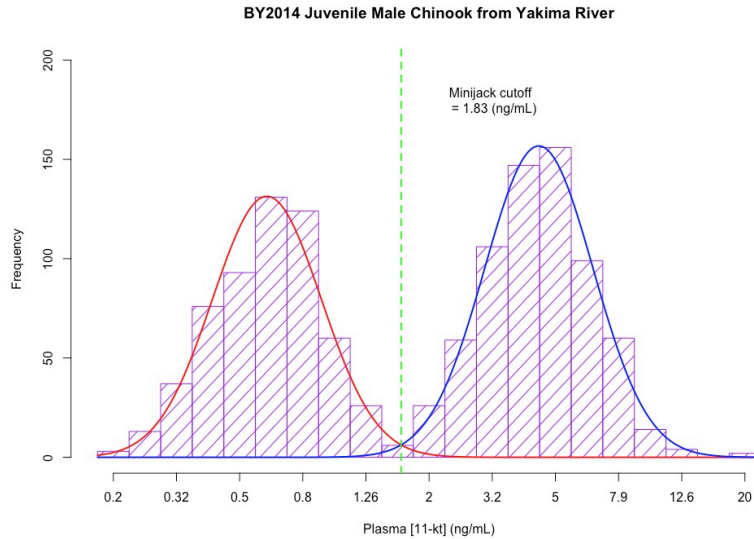 BY2014 Juvenile Male Chinook from Yakima River
200
150
100
50
0
Frequency
Minijack cutoff
= 1.83 (ng/mL)
0.2 0.32 0.5 0.8 1.26 2 3.2 5 7.9 12.6 20
Plasma [11-kt] (ng/mL)